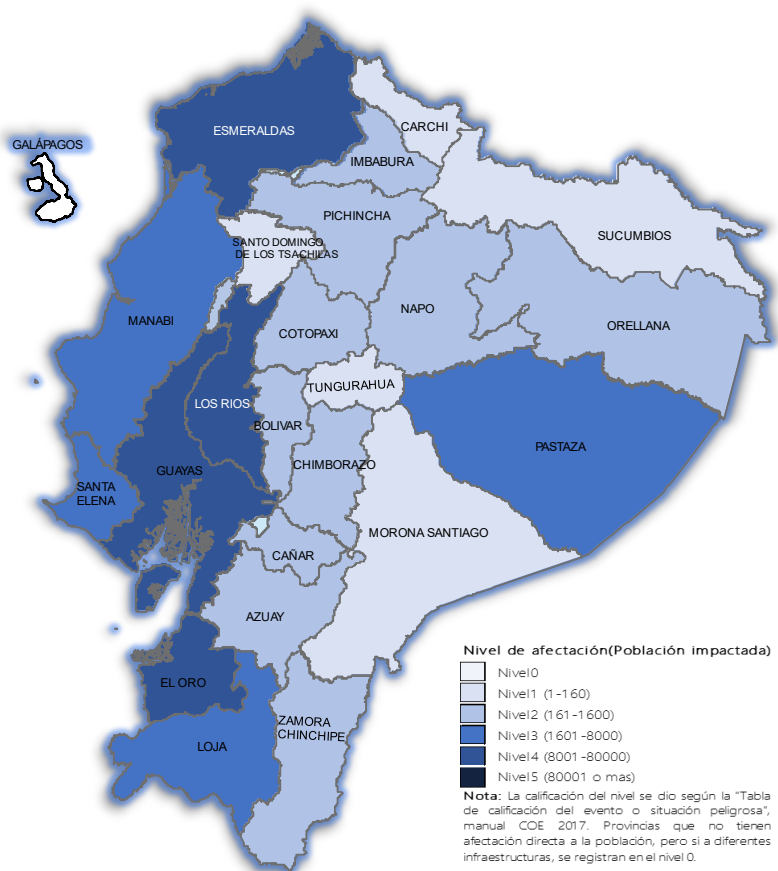 ESMERALDAS
CARCHI
GALÁPAGOS
IMBABURA
PICHINCHA
SANTO DOMINGO
DE LOS TSACHILAS
SUCUMBIOS
NAPO
MANABI
COTOPAXI
ORELLANA
TUNGURAHUA
LOS RIOS
BOLIVAR
PASTAZA
CHIMBORAZO
GUAYAS
SANTA
ELENA
MORONA SANTIAGO
CAÑAR
AZUAY
EL ORO
ZAMORA
CHINCHIPE
LOJA
Nivel de afectación(Población impactada)
Nivel0
Nivel1 (1-160)
Nivel2 (161-1600)
Nivel3 (1601-8000)
Nivel4 (8001-80000)
Nivel5 (80001 o mas)
Nota: La calificación del nivel se dio según la "Tabla
de calificación del evento o situación peligrosa",
manual COE 2017. Provincias que no tienen
afectación directa a la población, pero si a diferentes
infraestructuras, se registran en el nivel 0.